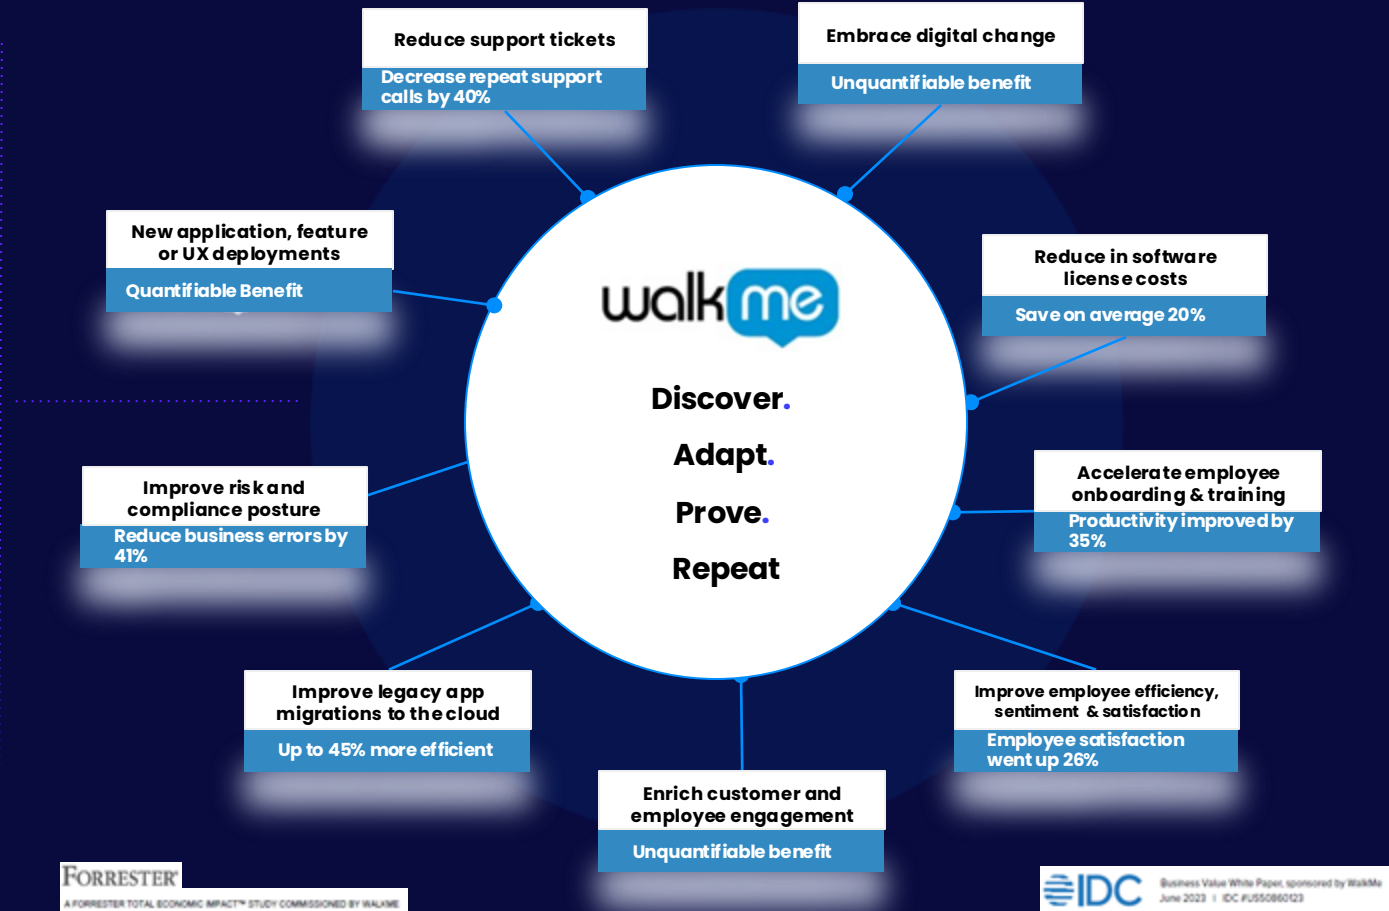 Reduce support tickets
Decrease repeat support
calls by 40%
Embrace digital change
Unquantifiable benefit
New application, feature
or UX deployments
Quantifiable Benefit
Reduce in software
license costs
Save on average 20%
walkme
Discover.
Adapt.
Prove.
Repeat
Improve risk and
compliance posture
Reduce business errors by
41%
Accelerate employee
onboarding & training
Productivity improved by
35%
Improve legacy app
migrations to the cloud
Up to 45% more efficient
Improve employee efficiency,
sentiment & satisfaction
Employee satisfaction
went up 26%
Enrich customer and
employee engagement
Unquantifiable benefit
FORRESTER®
A FORRESTER TOTAL ECONOMIC IMPACT™ STUDY COMMISSIONED BY WALKME
IDC
Business Value White Paper, sponsored by WalkMe
June 2023 | IDC #US50860123